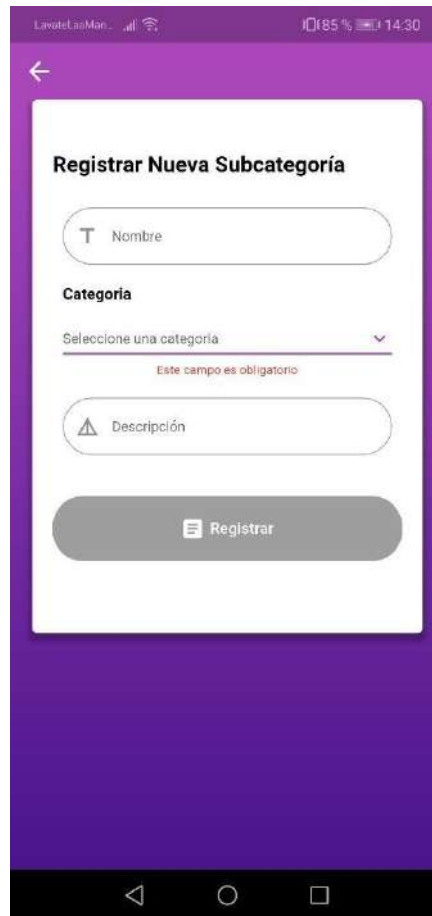 LavateLasMan... 85 % 14:30
Registrar Nueva Subcategoría
Nombre
Categoria
Seleccione una categoria
Este campo es obligatorio
Descripción
Registrar